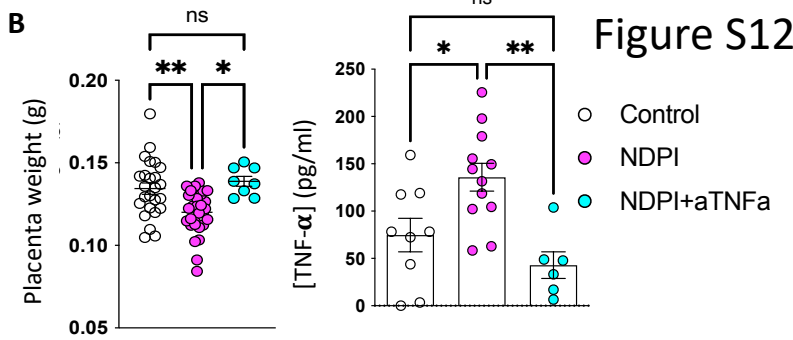 B
Figure S12
ns
** *
Placenta weight (g)
0.20
0.15
0.10
0.05
ns
* **
[TNF-α] (pg/ml)
250
200
150
100
50
0
Control
NDPI
NDPI+aTNFa